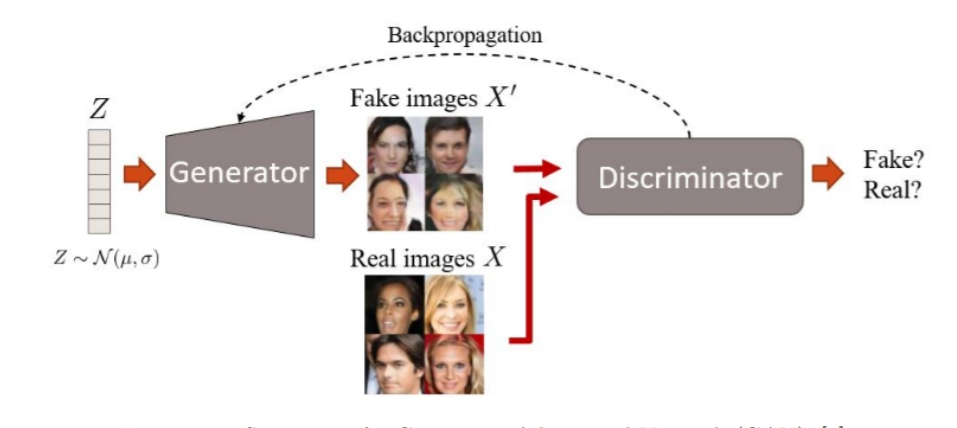 Backpropagation
Z
Fake images X′
Generator
Discriminator
Fake?
Real?
Z ∼ N(μ, σ)
Real images X